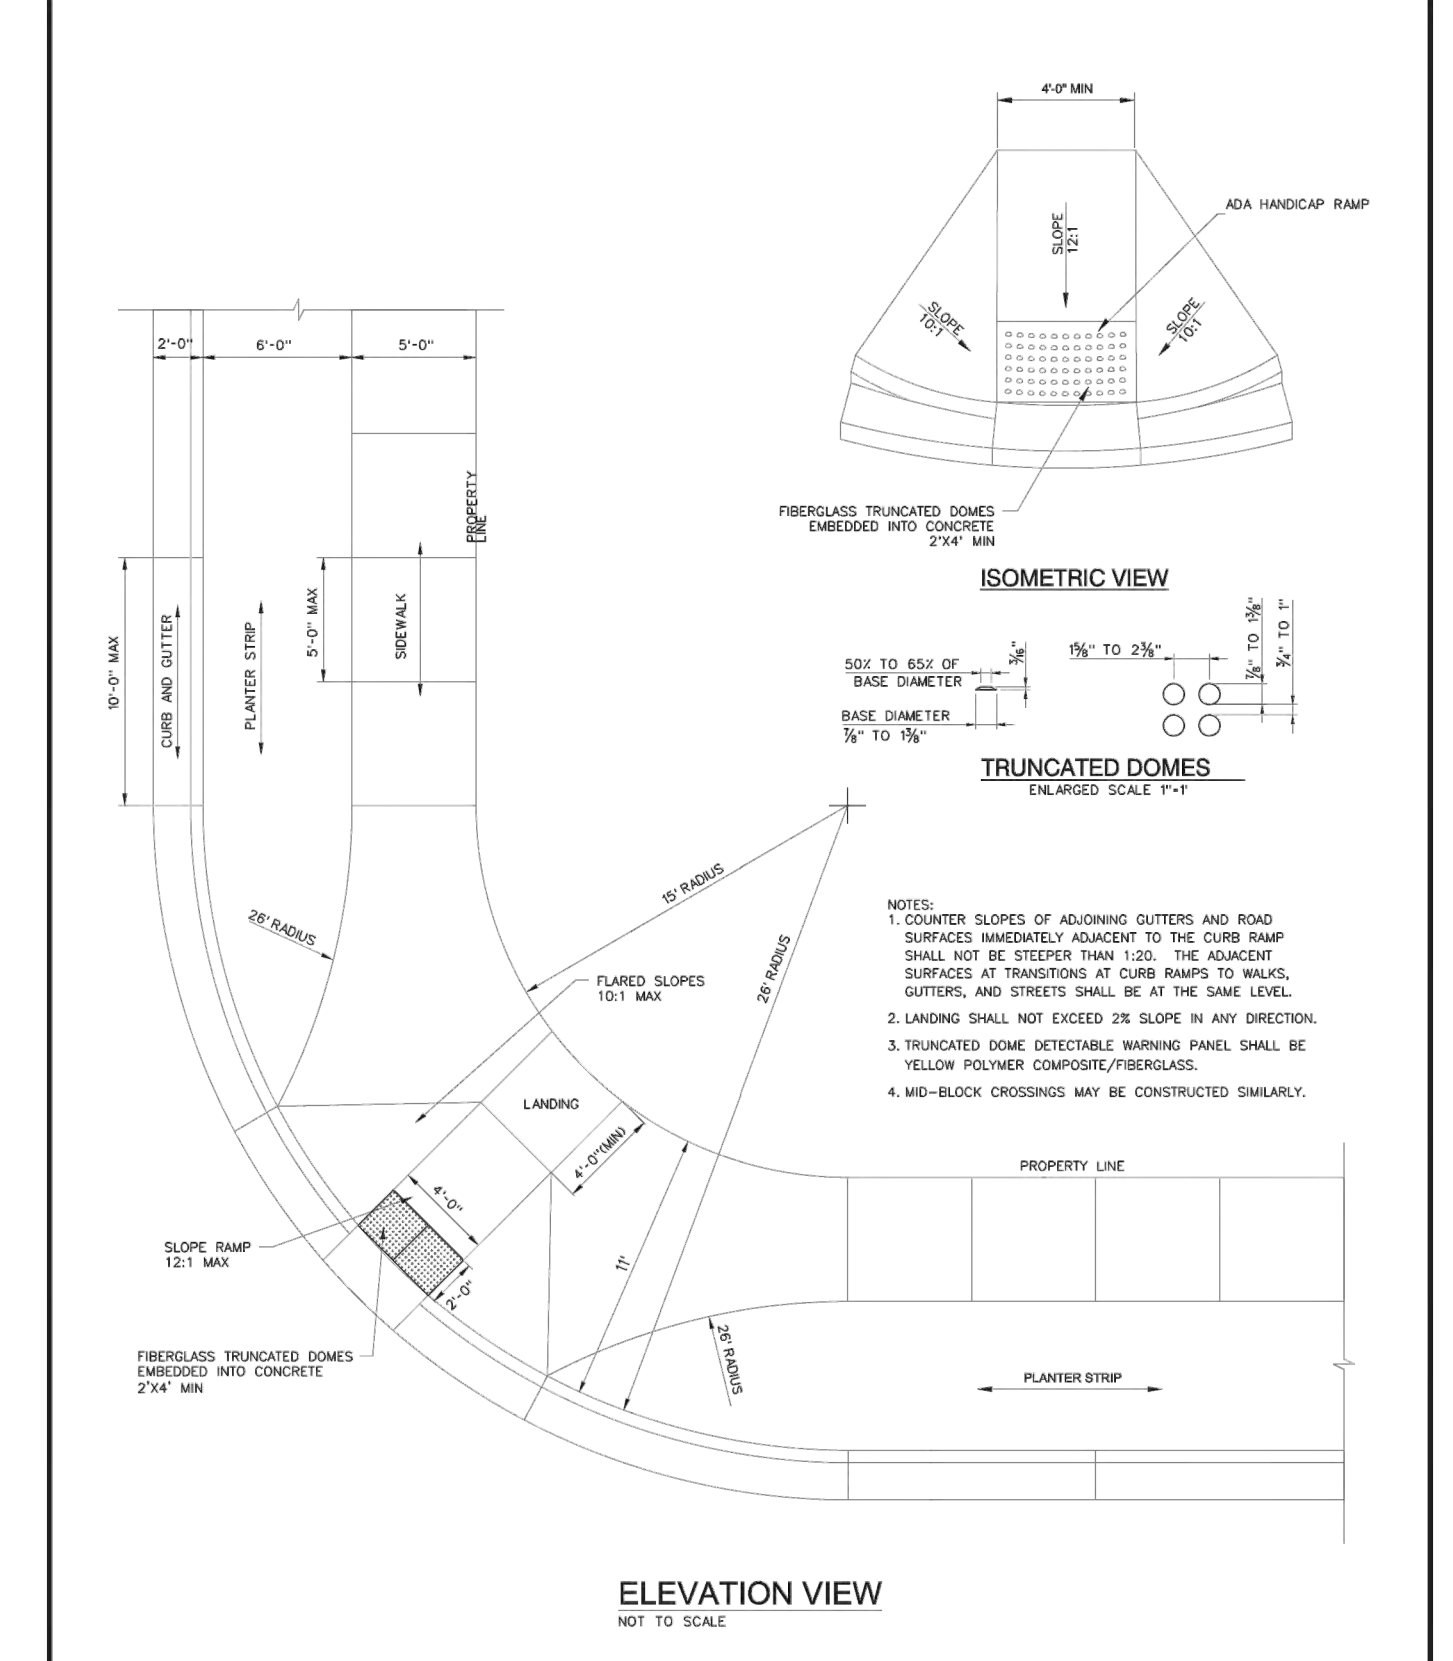 4'-0" MIN
ADA HANDICAP RAMP
SLOPE
12:1
SLOPE
10:1
SLOPE
10:1
FIBERGLASS TRUNCATED DOMES
EMBEDDED INTO CONCRETE
2'X4' MIN
ISOMETRIC VIEW
50% TO 65% OF
BASE DIAMETER
3/16"
BASE DIAMETER
7/8" TO 1 3/8"
1 5/8" TO 2 3/8"
7/8" TO 1 3/8"
3/4" TO 1"
TRUNCATED DOMES
ENLARGED SCALE 1"=1'
2'-0"
6'-0"
5'-0"
PROPERTY
LINE
10'-0" MAX
CURB AND GUTTER
PLANTER STRIP
5'-0" MAX
SIDEWALK
15' RADIUS
26' RADIUS
26' RADIUS
FLARED SLOPES
10:1 MAX
NOTES:
1. COUNTER SLOPES OF ADJOINING GUTTERS AND ROAD
SURFACES IMMEDIATELY ADJACENT TO THE CURB RAMP
SHALL NOT BE STEEPER THAN 1:20. THE ADJACENT
SURFACES AT TRANSITIONS AT CURB RAMPS TO WALKS,
GUTTERS, AND STREETS SHALL BE AT THE SAME LEVEL.
2. LANDING SHALL NOT EXCEED 2% SLOPE IN ANY DIRECTION.
3. TRUNCATED DOME DETECTABLE WARNING PANEL SHALL BE
YELLOW POLYMER COMPOSITE/FIBERGLASS.
4. MID-BLOCK CROSSINGS MAY BE CONSTRUCTED SIMILARLY.
LANDING
4'-0"(MIN)
4'-0"
2'-0"
11'
SLOPE RAMP
12:1 MAX
FIBERGLASS TRUNCATED DOMES
EMBEDDED INTO CONCRETE
2'X4' MIN
PROPERTY LINE
26' RADIUS
PLANTER STRIP
ELEVATION VIEW
NOT TO SCALE